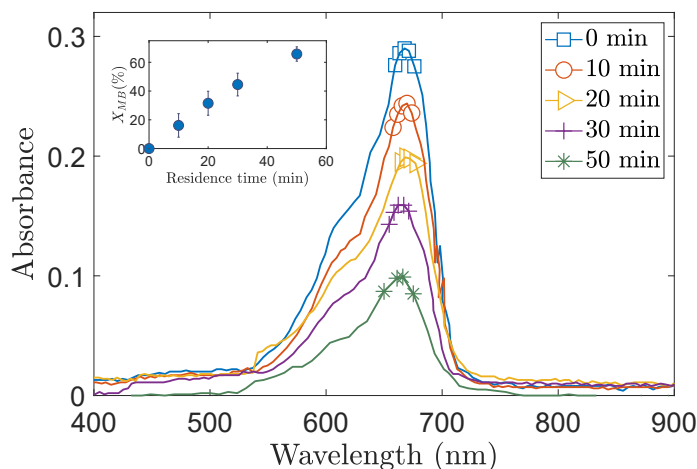 0.3
0.2
0.1
0
Absorbance
400 500 600 700 800 900
Wavelength (nm)
60
40
20
0
X_MB(%)
0 20 40 60
Residence time (min)
0 min
10 min
20 min
30 min
50 min